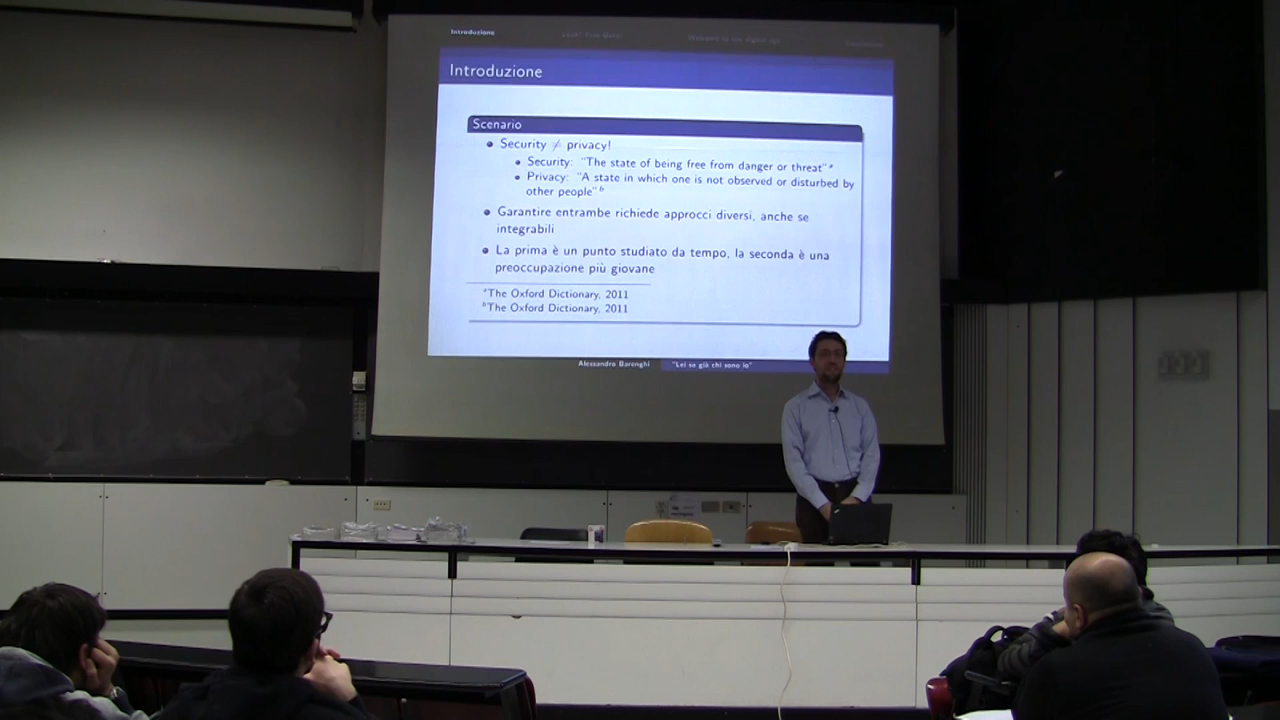 Introduzione
Introduzione
Scenario
Security ≠ privacy!
Security: "The state of being free from danger or threat" a
Privacy: "A state in which one is not observed or disturbed by
other people" b
Garantire entrambe richiede approcci diversi, anche se
integrabili
La prima è un punto studiato da tempo, la seconda è una
preoccupazione più giovane
a The Oxford Dictionary, 2011
b The Oxford Dictionary, 2011
Alessandro Barenghi "Lei se già chi sono io"